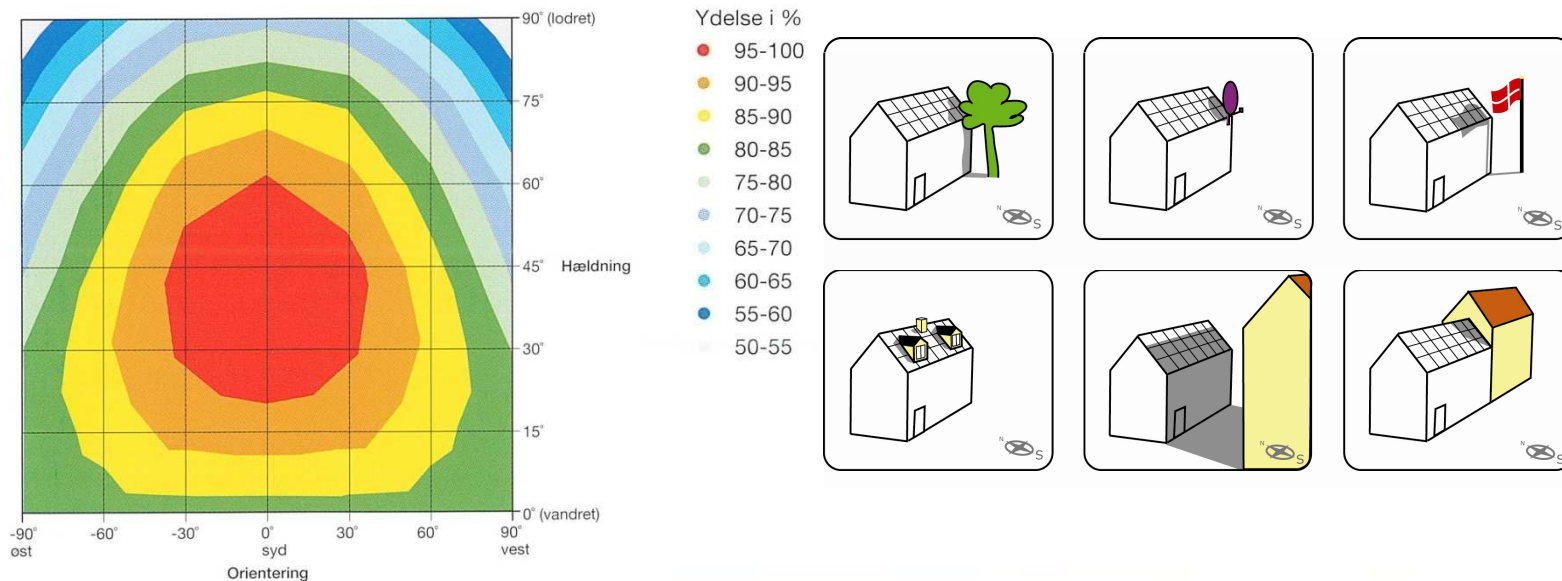 90° (lodret)
75°
60°
45°
Hældning
30°
15°
0° (vandret)
-90°
-60°
-30°
0°
30°
60°
90°
øst
syd
vest
Orientering
Ydelse i %
95-100
90-95
85-90
80-85
75-80
70-75
65-70
60-65
55-60
50-55
N
S
N
S
N
S
N
S
N
S
N
S